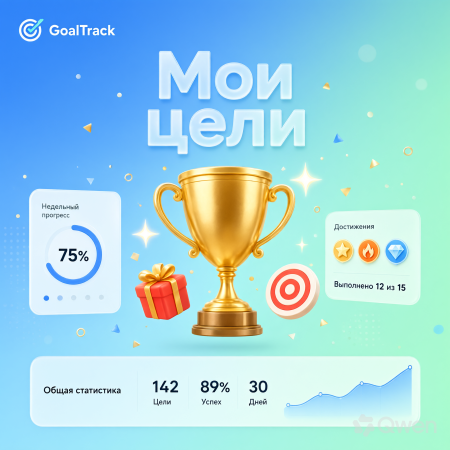 GoalTrack
Мои
цели
Недельный
прогресс
75%
Достижения
Выполнено 12 из 15
Общая статистика
142
Цели
89%
Успех
30
Дней
Qwen